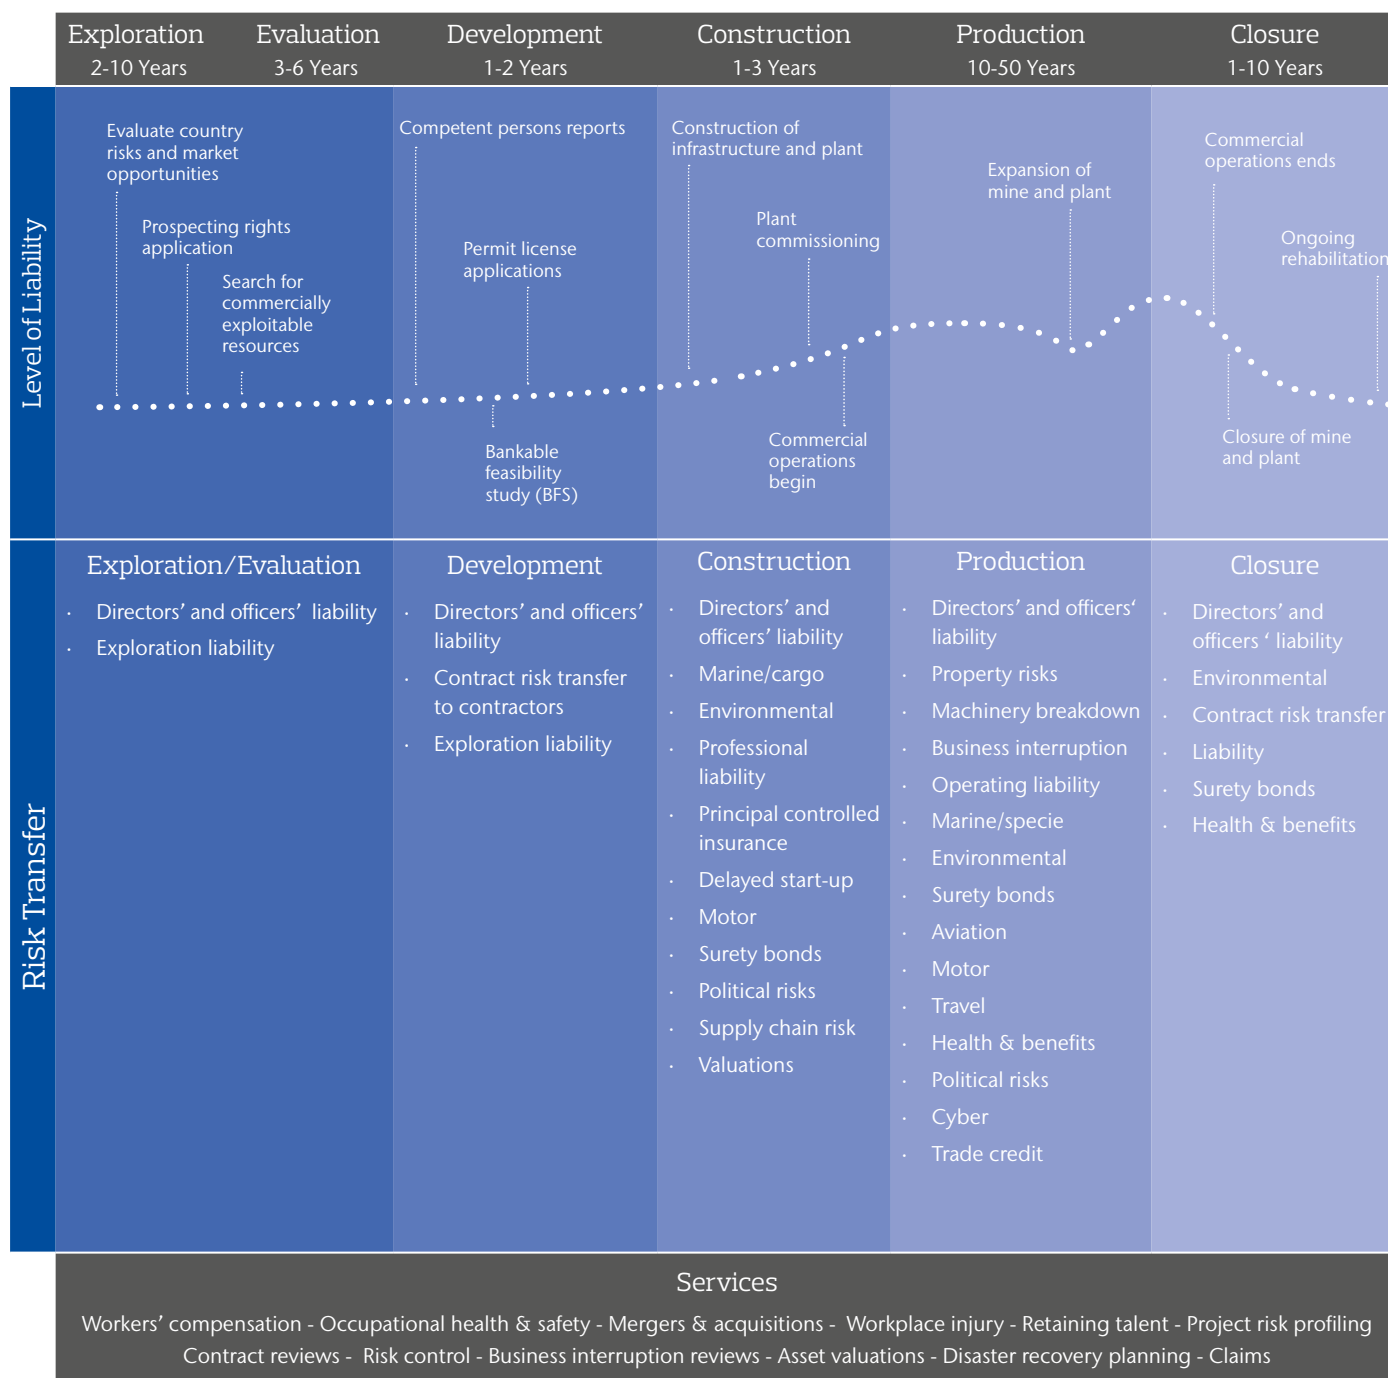 Exploration
2-10 Years
Evaluation
3-6 Years
Development
1-2 Years
Construction
1-3 Years
Production
10-50 Years
Closure
1-10 Years
Level of Liability
Evaluate country
risks and market
opportunities
Prospecting rights
application
Search for
commercially
exploitable
resources
Competent persons reports
Permit license
applications
Bankable
feasibility
study (BFS)
Construction of
infrastructure and plant
Plant
commissioning
Commercial
operations
begin
Expansion of
mine and plant
Commercial
operations ends
Ongoing
rehabilitation
Closure of mine
and plant
Risk Transfer
Exploration/Evaluation
· Directors’ and officers’ liability
· Exploration liability
Development
· Directors’ and officers’
liability
· Contract risk transfer
to contractors
· Exploration liability
Construction
· Directors’ and
officers’ liability
· Marine/cargo
· Environmental
· Professional
liability
· Principal controlled
insurance
· Delayed start-up
· Motor
· Surety bonds
· Political risks
· Supply chain risk
· Valuations
Production
· Directors’ and officers‘
liability
· Property risks
· Machinery breakdown
· Business interruption
· Operating liability
· Marine/specie
· Environmental
· Surety bonds
· Aviation
· Motor
· Travel
· Health & benefits
· Political risks
· Cyber
· Trade credit
Closure
· Directors’ and
officers ‘ liability
· Environmental
· Contract risk transfer
· Liability
· Surety bonds
· Health & benefits
Services
Workers’ compensation - Occupational health & safety - Mergers & acquisitions - Workplace injury - Retaining talent - Project risk profiling
Contract reviews - Risk control - Business interruption reviews - Asset valuations - Disaster recovery planning - Claims